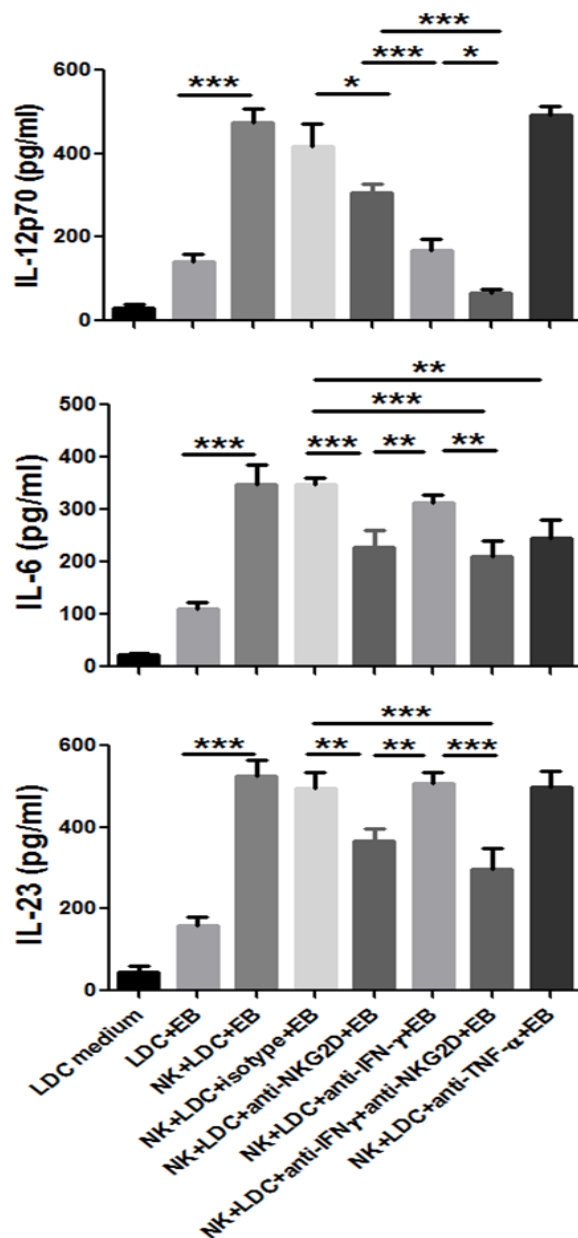 ***
*** *
*** *
600
400
200
0
IL-12p70 (pg/ml)
**
***
*** *** ** **
500
400
300
200
100
0
IL-6 (pg/ml)
***
*** ** ** ***
600
400
200
0
IL-23 (pg/ml)
LDC medium
LDC+EB
NK+LDC+EB
NK+LDC+isotype+EB
NK+LDC+anti-NKG2D+EB
NK+LDC+anti-IFN-γ+EB
NK+LDC+anti-IFNγ+anti-NKG2D+EB
NK+LDC+anti-TNF-α+EB